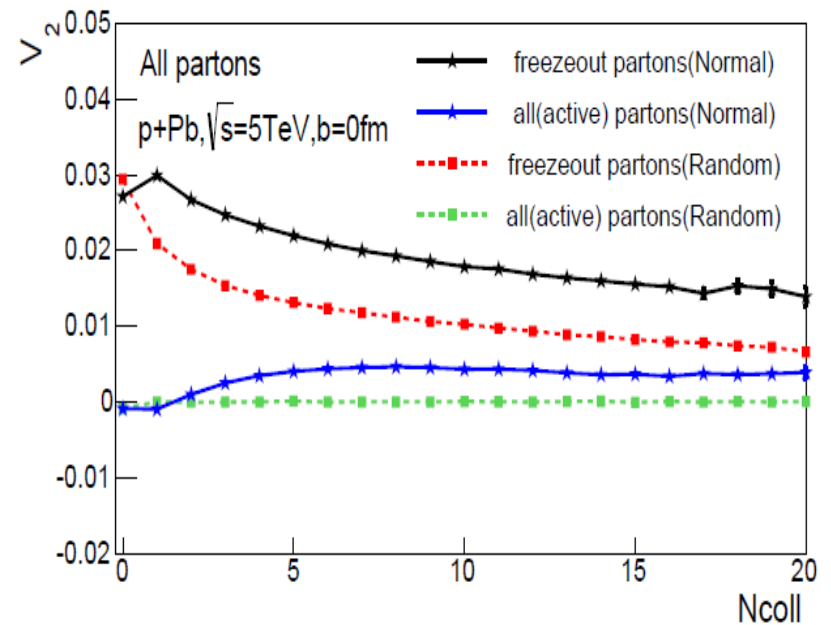 V2
0.05
0.04
0.03
0.02
0.01
0
-0.01
-0.02
All partons
p+Pb,√s=5TeV,b=0fm
freezeout partons(Normal)
all(active) partons(Normal)
freezeout partons(Random)
all(active) partons(Random)
0 5 10 15 20
Ncoll